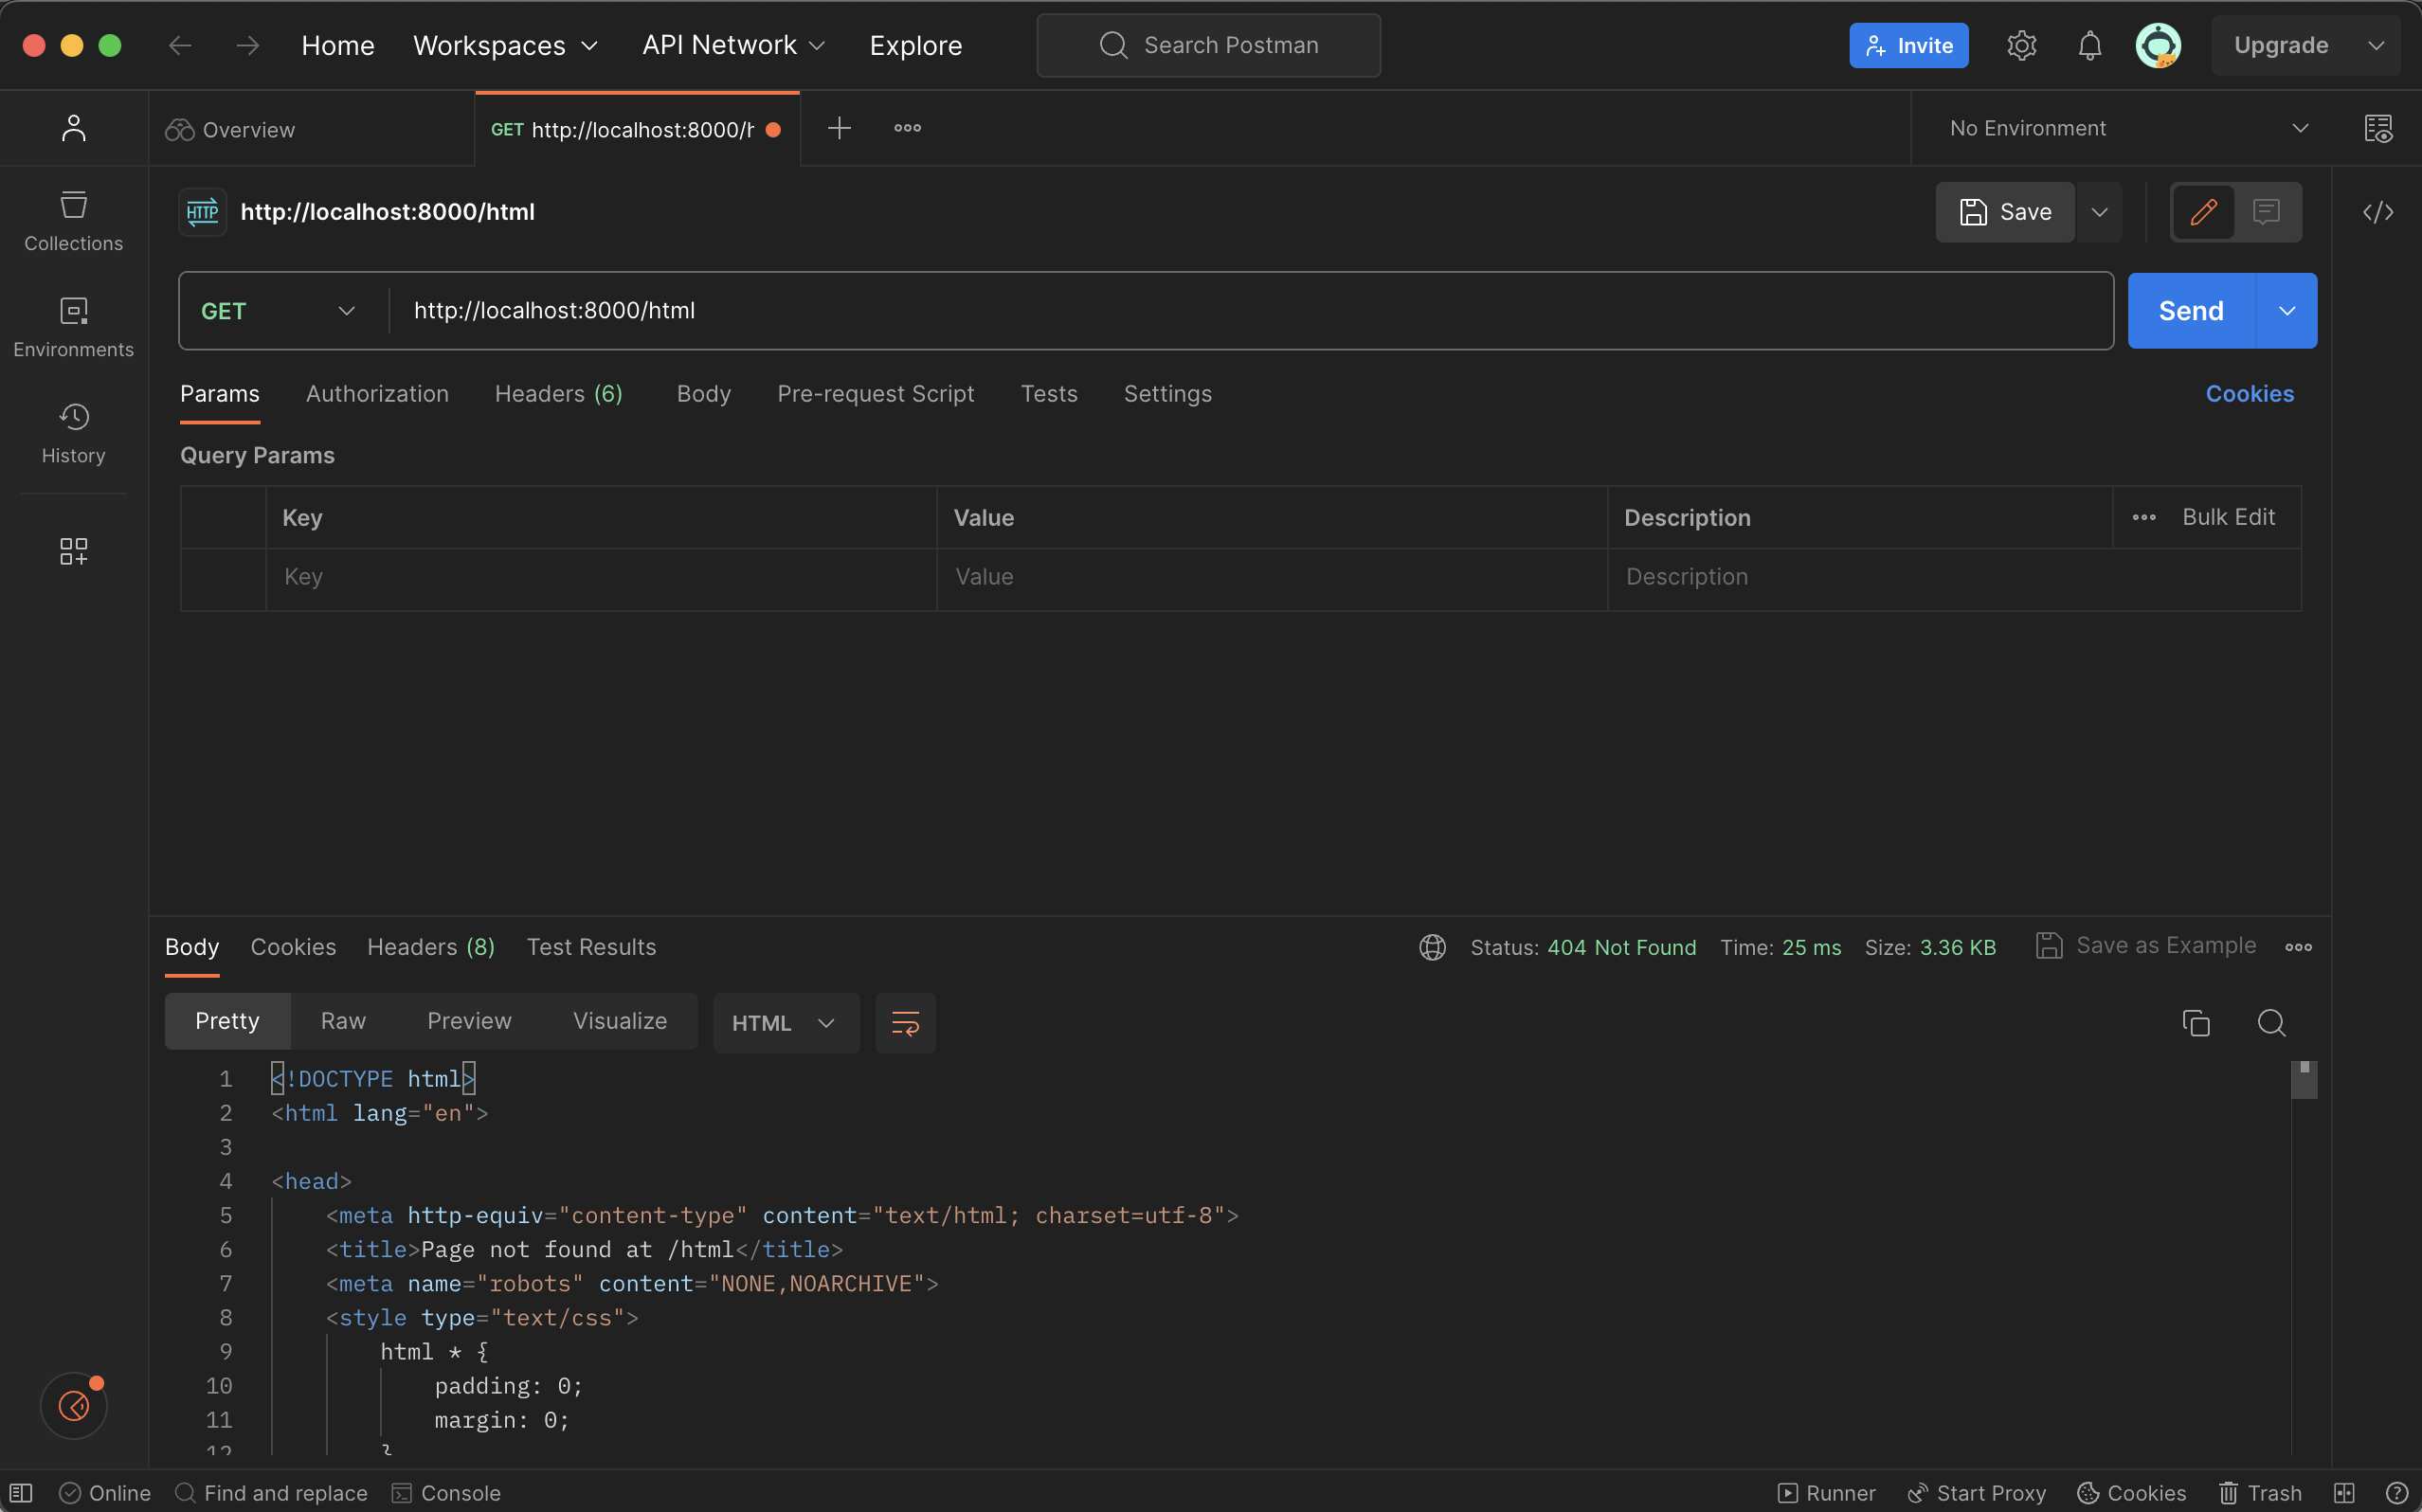 Home Workspaces API Network Explore Search Postman Invite Upgrade
Overview GET http://localhost:8000/h No Environment
HTTP http://localhost:8000/html Save
Collections
Environments
History
GET http://localhost:8000/html Send
Params Authorization Headers (6) Body Pre-request Script Tests Settings Cookies
Query Params
Key Value Description Bulk Edit
Key Value Description
Body Cookies Headers (8) Test Results Status: 404 Not Found Time: 25 ms Size: 3.36 KB Save as Example
Pretty Raw Preview Visualize HTML
1 <!DOCTYPE html>
2 <html lang="en">
3
4 <head>
5 <meta http-equiv="content-type" content="text/html; charset=utf-8">
6 <title>Page not found at /html</title>
7 <meta name="robots" content="NONE,NOARCHIVE">
8 <style type="text/css">
9 html * {
10 padding: 0;
11 margin: 0;
12 }
Online Find and replace Console Runner Start Proxy Cookies Trash